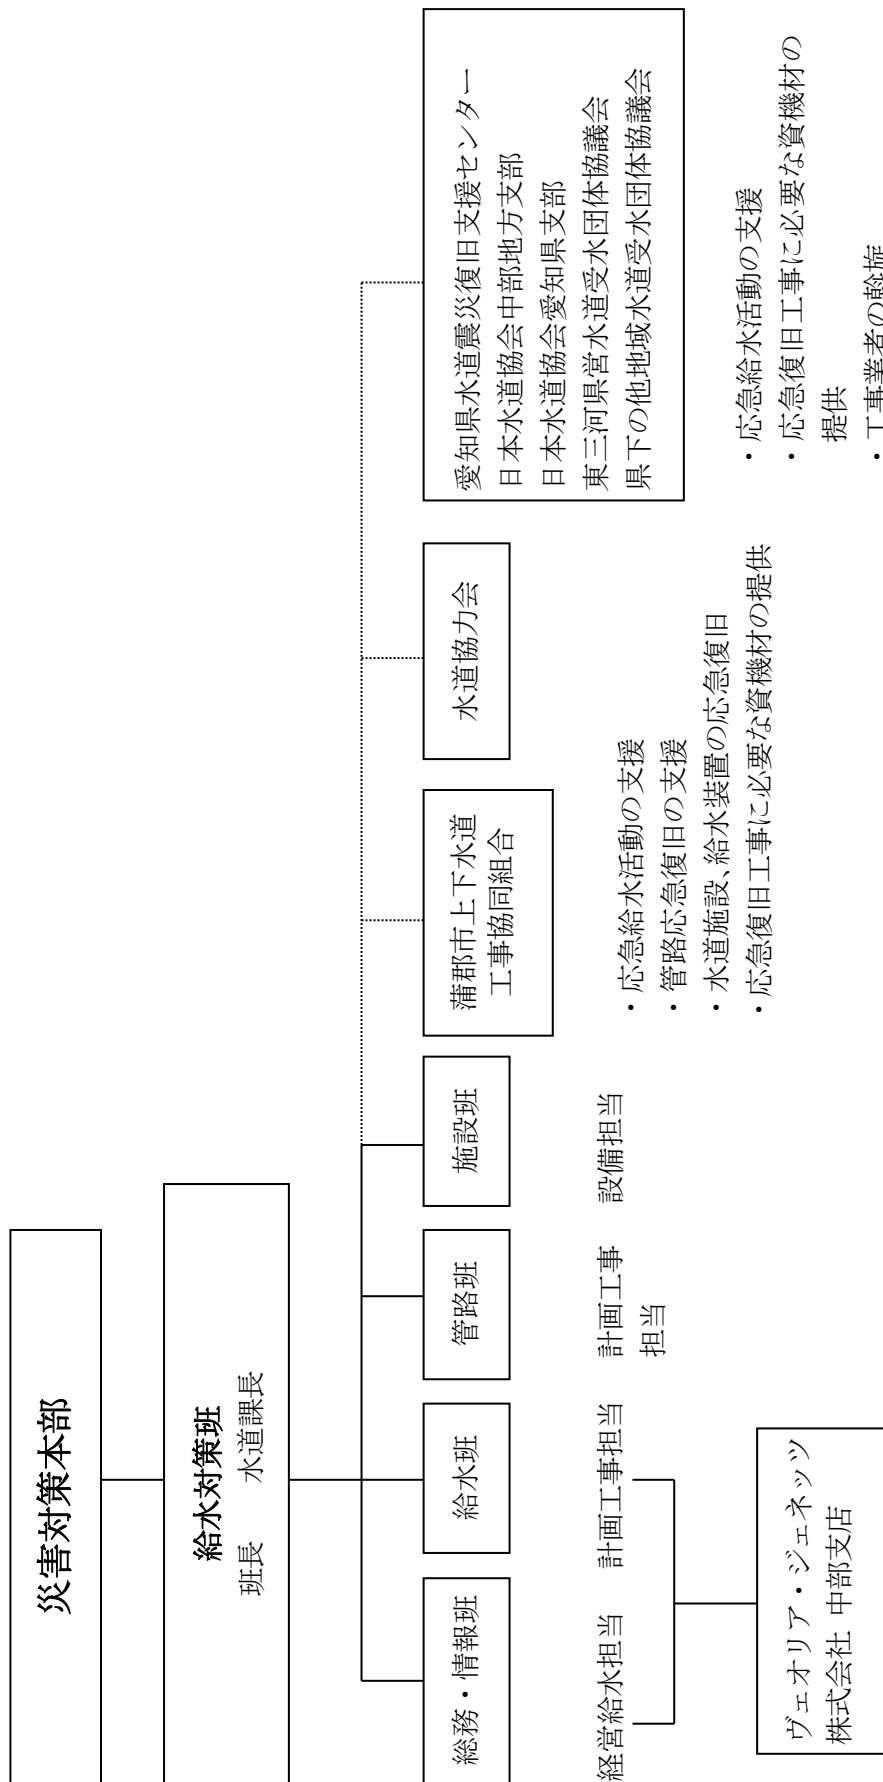 災害対策本部
給水対策班
班長　水道課長
総務・情報班
給水班
管路班
施設班
蒲郡市上下水道
工事協同組合
水道協力会
愛知県水道震災復旧支援センター
日本水道協会中部地方支部
日本水道協会愛知県支部
東三河県営水道受水団体協議会
県下の他地域水道受水団体協議会
経営給水担当
計画工事担当
計画工事
担当
設備担当
・応急給水活動の支援
・管路応急復旧の支援
・水道施設、給水装置の応急復旧
・応急復旧工事に必要な資機材の提供
・応急給水活動の支援
・応急復旧工事に必要な資機材の
提供
・工事業者の斡旋
ヴェオリア・ジェネッツ
株式会社 中部支店